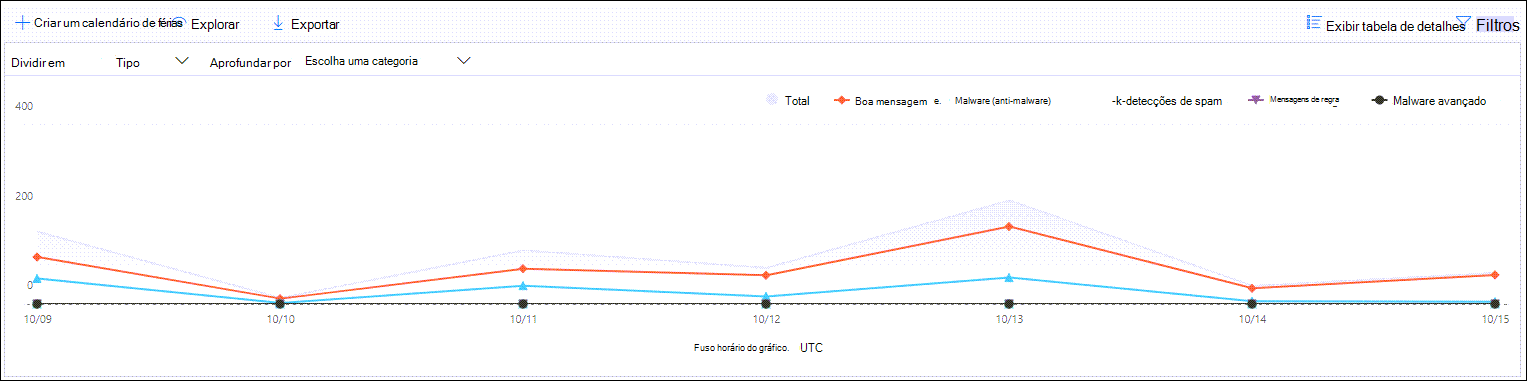 Criar um calendário de férias Explorar Exportar Exibir tabela de detalhes Filtros
Dividir em Tipo Aprofundar por Escolha uma categoria
Total Boa mensagem e. Malware (anti-malware) -k-detecções de spam Mensagens de regra Malware avançado
400
200
0
10/09 10/10 10/11 10/12 10/13 10/14 10/15
Fuso horário do gráfico. UTC